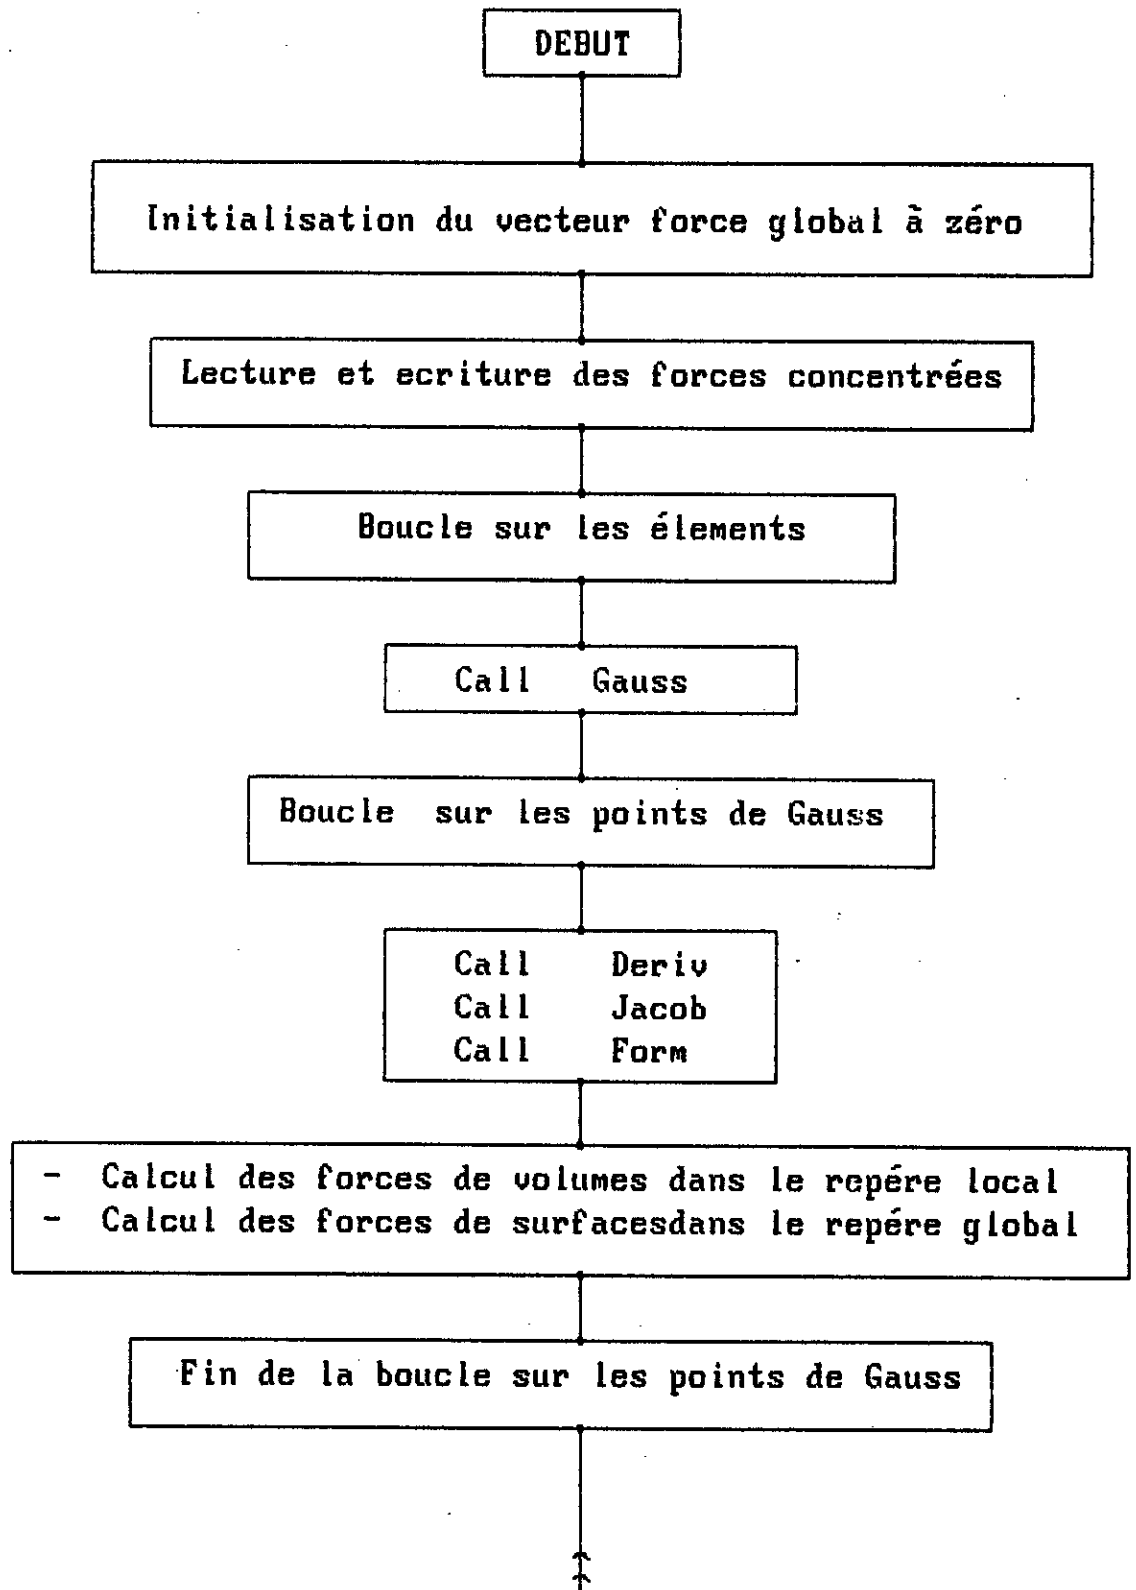 DEBUT
Initialisation du vecteur force global à zéro
Lecture et ecriture des forces concentrées
Boucle sur les élements
Call Gauss
Boucle sur les points de Gauss
Call Deriv
Call Jacob
Call Form
- Calcul des forces de volumes dans le repére local
- Calcul des forces de surfacesdans le repére global
Fin de la boucle sur les points de Gauss